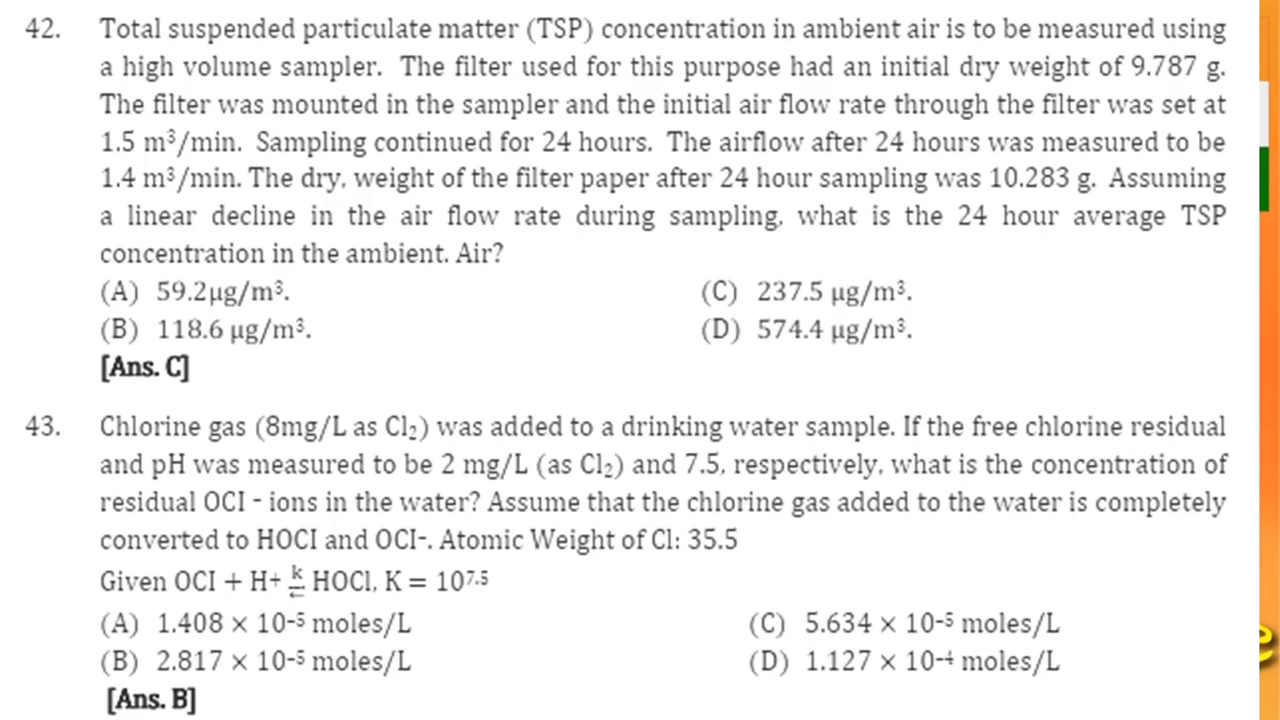 42. Total suspended particulate matter (TSP) concentration in ambient air is to be measured using
a high volume sampler. The filter used for this purpose had an initial dry weight of 9.787 g.
The filter was mounted in the sampler and the initial air flow rate through the filter was set at
1.5 m³/min. Sampling continued for 24 hours. The airflow after 24 hours was measured to be
1.4 m³/min. The dry, weight of the filter paper after 24 hour sampling was 10.283 g. Assuming
a linear decline in the air flow rate during sampling, what is the 24 hour average TSP
concentration in the ambient. Air?
(A) 59.2μg/m³. (C) 237.5 μg/m³.
(B) 118.6 μg/m³. (D) 574.4 μg/m³.
[Ans. C]
43. Chlorine gas (8mg/L as Cl₂) was added to a drinking water sample. If the free chlorine residual
and pH was measured to be 2 mg/L (as Cl₂) and 7.5, respectively, what is the concentration of
residual OCI - ions in the water? Assume that the chlorine gas added to the water is completely
converted to HOCI and OCI-. Atomic Weight of Cl: 35.5
Given OCI + H+ k ⇋ HOCl, K = 10⁷·⁵
(A) 1.408 × 10⁻⁵ moles/L (C) 5.634 × 10⁻⁵ moles/L
(B) 2.817 × 10⁻⁵ moles/L (D) 1.127 × 10⁻⁴ moles/L
[Ans. B]
e